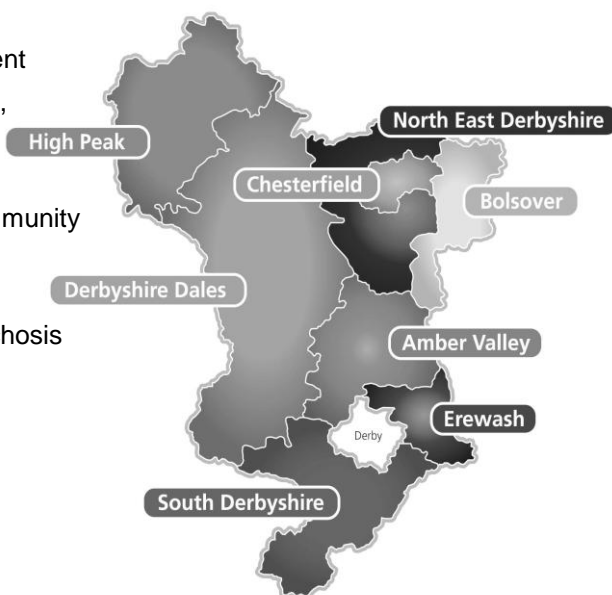 ent
,
North East Derbyshire
High Peak
Chesterfield
Bolsover
munity
Derbyshire Dales
hosis
Amber Valley
Erewash
Derby
South Derbyshire